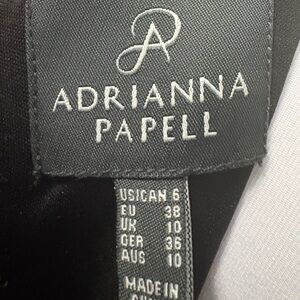 ADRIANNA
PAPELL
US|CAN 6
EU 38
UK 10
GER 36
AUS 10
MADE IN